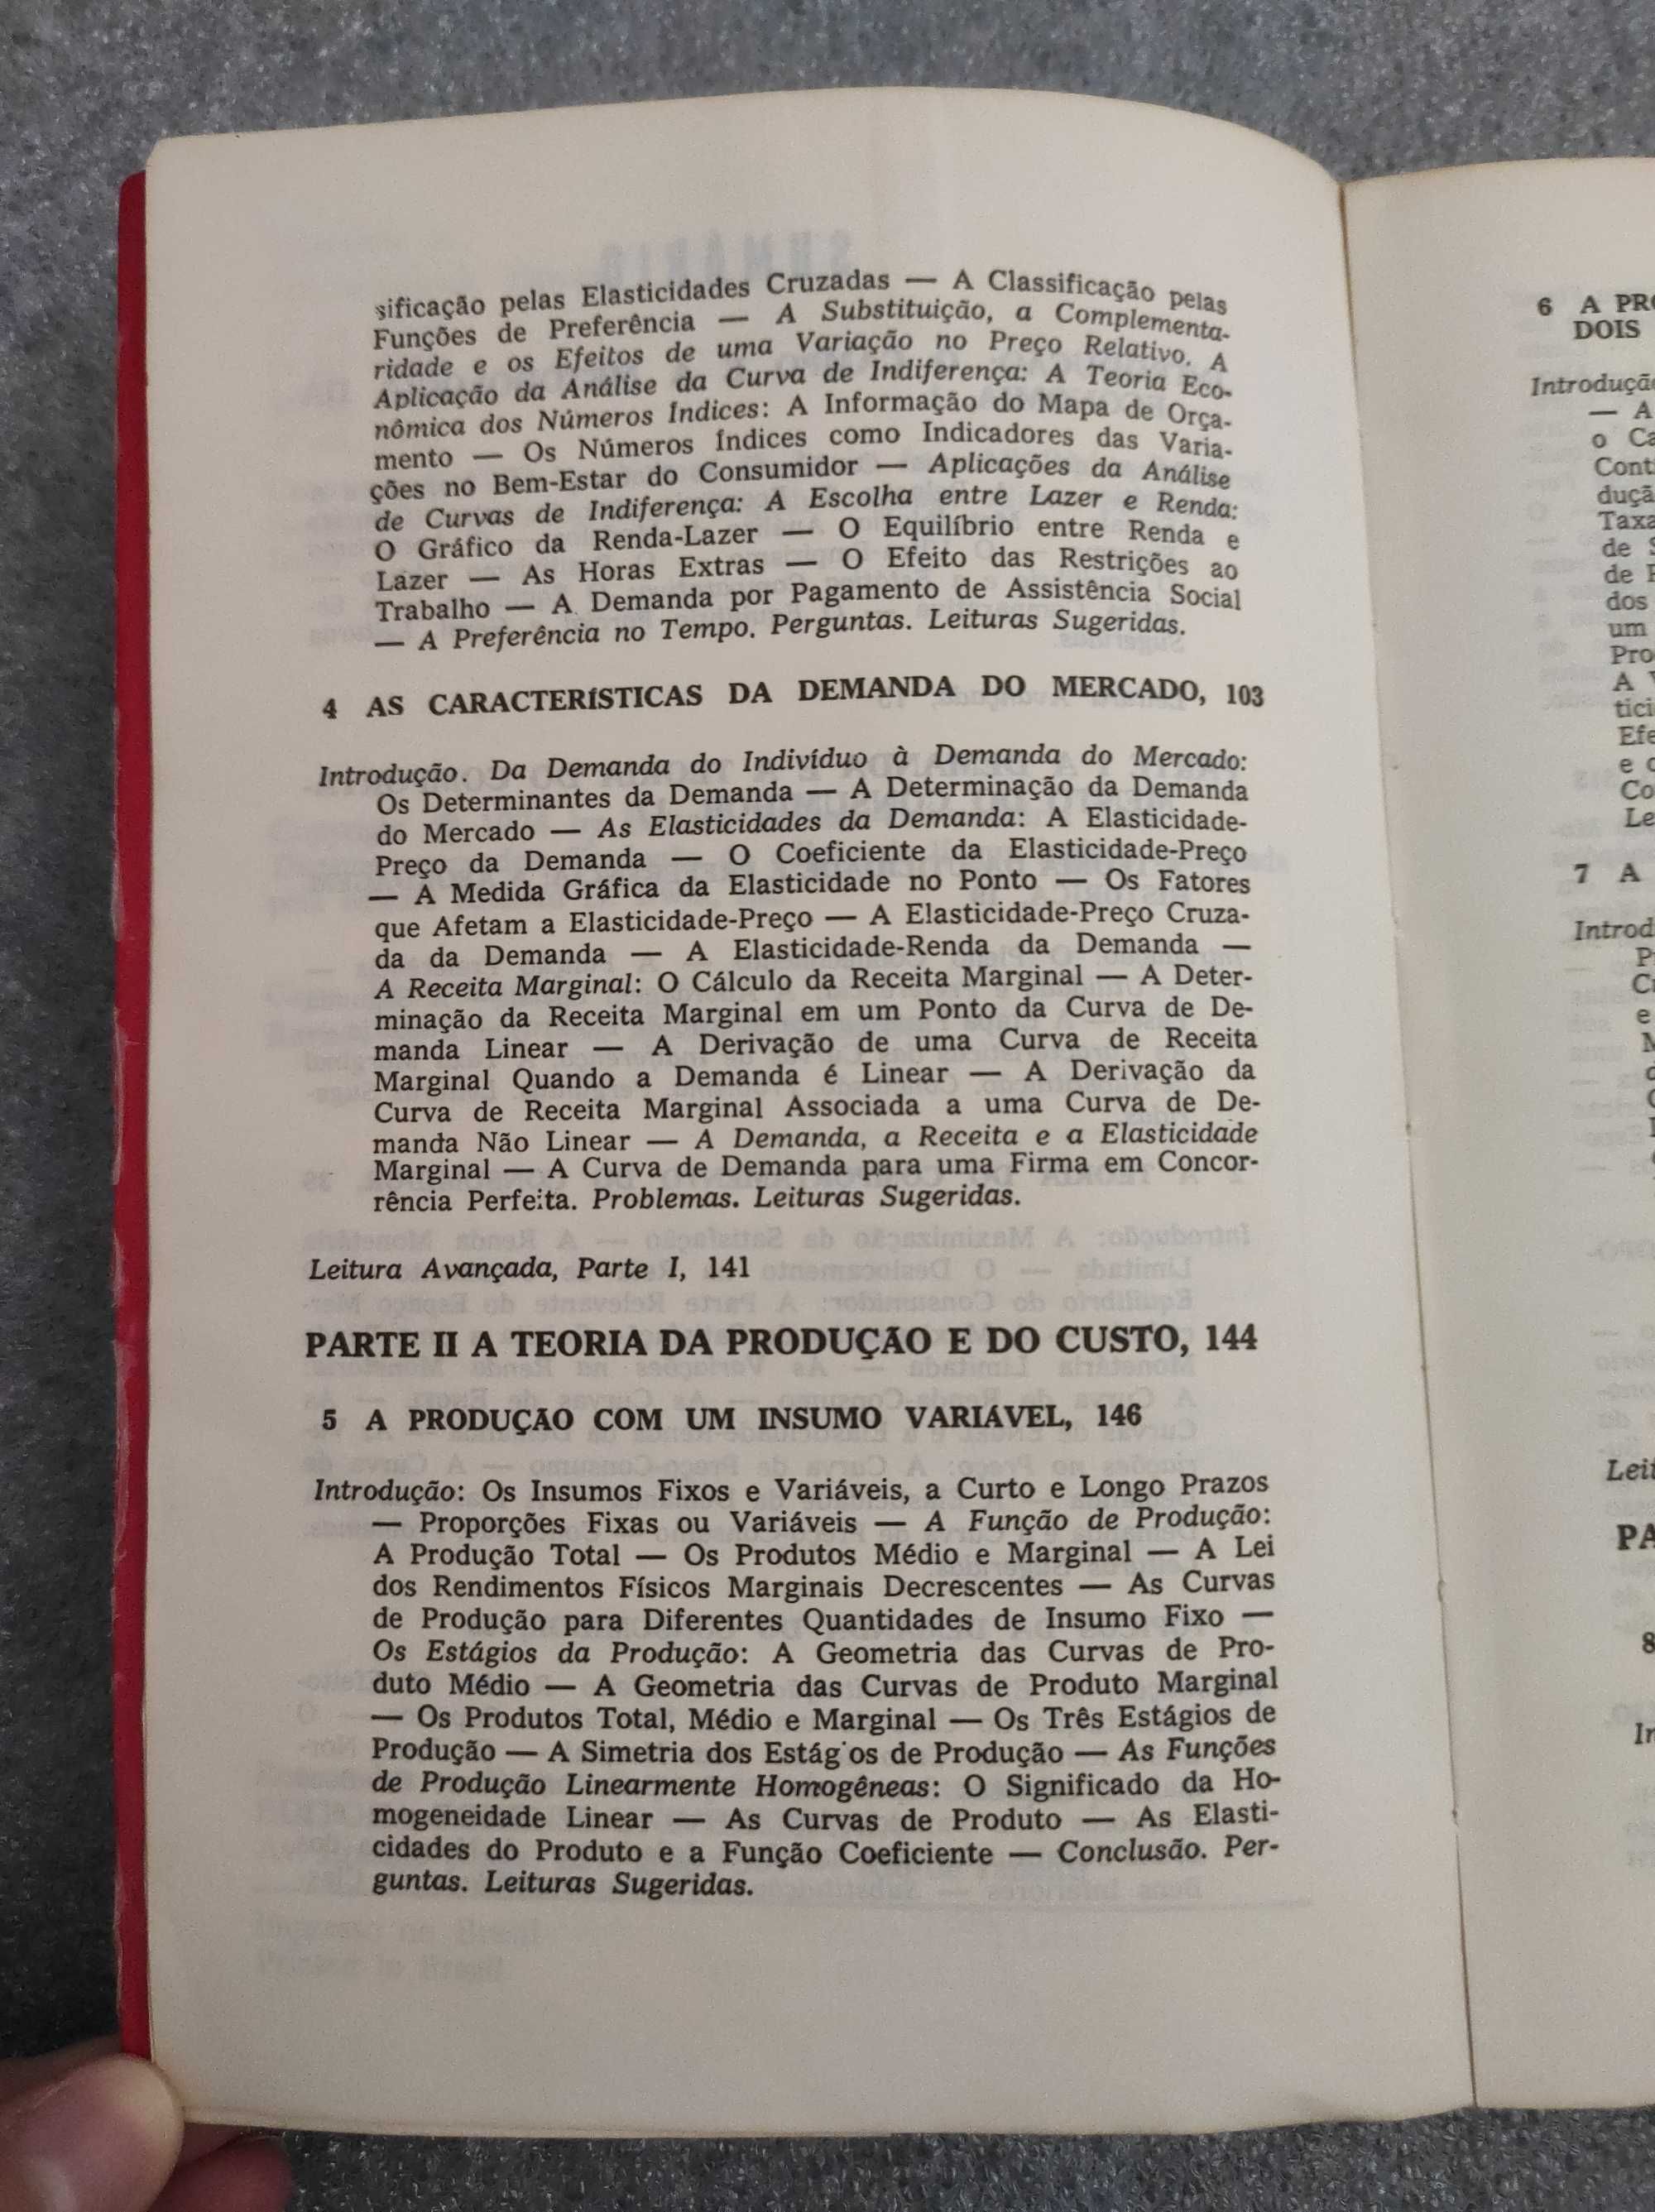 sificação pelas Elasticidades Cruzadas — A Classificação pelas
Funções de Preferência — A Substituição, a Complementa-
ridade e os Efeitos de uma Variação no Preço Relativo. A
Aplicação da Análise da Curva de Indiferença: A Teoria Eco-
nômica dos Números Índices: A Informação do Mapa de Orça-
mento — Os Números Índices como Indicadores das Varia-
ções no Bem-Estar do Consumidor — Aplicações da Análise
de Curvas de Indiferença: A Escolha entre Lazer e Renda:
O Gráfico da Renda-Lazer — O Equilíbrio entre Renda e
Lazer — As Horas Extras — O Efeito das Restrições ao
Trabalho — A Demanda por Pagamento de Assistência Social
— A Preferência no Tempo. Perguntas. Leituras Sugeridas.
4 AS CARACTERÍSTICAS DA DEMANDA DO MERCADO, 103
Introdução. Da Demanda do Indivíduo à Demanda do Mercado:
Os Determinantes da Demanda — A Determinação da Demanda
do Mercado — As Elasticidades da Demanda: A Elasticidade-
Preço da Demanda — O Coeficiente da Elasticidade-Preço
— A Medida Gráfica da Elasticidade no Ponto — Os Fatores
que Afetam a Elasticidade-Preço — A Elasticidade-Preço Cruza-
da da Demanda — A Elasticidade-Renda da Demanda —
A Receita Marginal: O Cálculo da Receita Marginal — A Deter-
minação da Receita Marginal em um Ponto da Curva de De-
manda Linear — A Derivação de uma Curva de Receita
Marginal Quando a Demanda é Linear — A Derivação da
Curva de Receita Marginal Associada a uma Curva de De-
manda Não Linear — A Demanda, a Receita e a Elasticidade
Marginal — A Curva de Demanda para uma Firma em Concor-
rência Perfeita. Problemas. Leituras Sugeridas.
Leitura Avançada, Parte I, 141
PARTE II A TEORIA DA PRODUÇÃO E DO CUSTO, 144
5 A PRODUÇÃO COM UM INSUMO VARIÁVEL, 146
Introdução: Os Insumos Fixos e Variáveis, a Curto e Longo Prazos
— Proporções Fixas ou Variáveis — A Função de Produção:
A Produção Total — Os Produtos Médio e Marginal — A Lei
dos Rendimentos Físicos Marginais Decrescentes — As Curvas
de Produção para Diferentes Quantidades de Insumo Fixo —
Os Estágios da Produção: A Geometria das Curvas de Pro-
duto Médio — A Geometria das Curvas de Produto Marginal
— Os Produtos Total, Médio e Marginal — Os Três Estágios de
Produção — A Simetria dos Estág os de Produção — As Funções
de Produção Linearmente Homogêneas: O Significado da Ho-
mogeneidade Linear — As Curvas de Produto — As Elasti-
cidades do Produto e a Função Coeficiente — Conclusão. Per-
guntas. Leituras Sugeridas.
6 A
DOIS
— A
o
de
de
dos
um
A
e
7 A
e
8